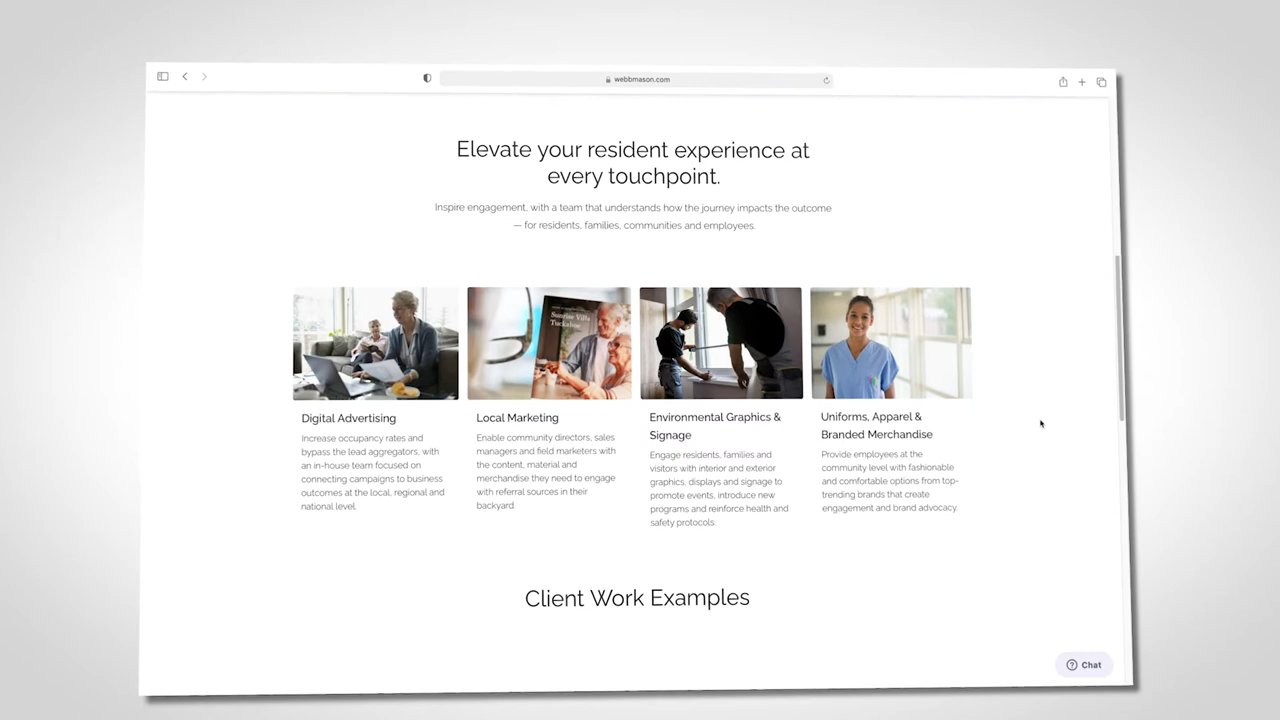 webbmason.com
Elevate your resident experience at
every touchpoint.
Inspire engagement, with a team that understands how the journey impacts the outcome
— for residents, families, communities and employees.
Sunrise Villa
Tuckahoe
Digital Advertising
Increase occupancy rates and
bypass the lead aggregators, with
an in-house team focused on
connecting campaigns to business
outcomes at the local, regional and
national level.
Local Marketing
Enable community directors, sales
managers and field marketers with
the content, material and
merchandise they need to engage
with referral sources in their
backyard.
Environmental Graphics &
Signage
Engage residents, families and
visitors with interior and exterior
graphics, displays and signage to
promote events, introduce new
programs and reinforce health and
safety protocols.
Uniforms, Apparel &
Branded Merchandise
Provide employees at the
community level with fashionable
and comfortable options from top-
trending brands that create
engagement and brand advocacy.
Client Work Examples
Chat